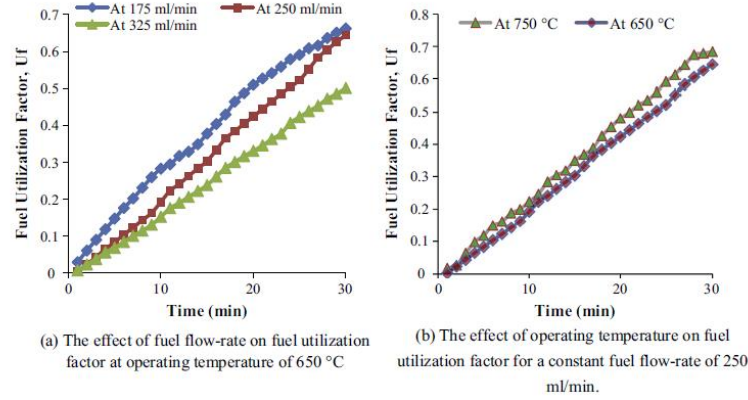 At 175 ml/min
At 250 ml/min
At 325 ml/min
Fuel Utilization Factor, Uf
0.7
0.6
0.5
0.4
0.3
0.2
0.1
0
0
10
20
30
Time (min)
(a) The effect of fuel flow-rate on fuel utilization
factor at operating temperature of 650 °C
At 750 °C
At 650 °C
Fuel Utilization Factor, Uf
0.8
0.7
0.6
0.5
0.4
0.3
0.2
0.1
0
0
10
20
30
Time (min)
(b) The effect of operating temperature on fuel
utilization factor for a constant fuel flow-rate of 250
ml/min.